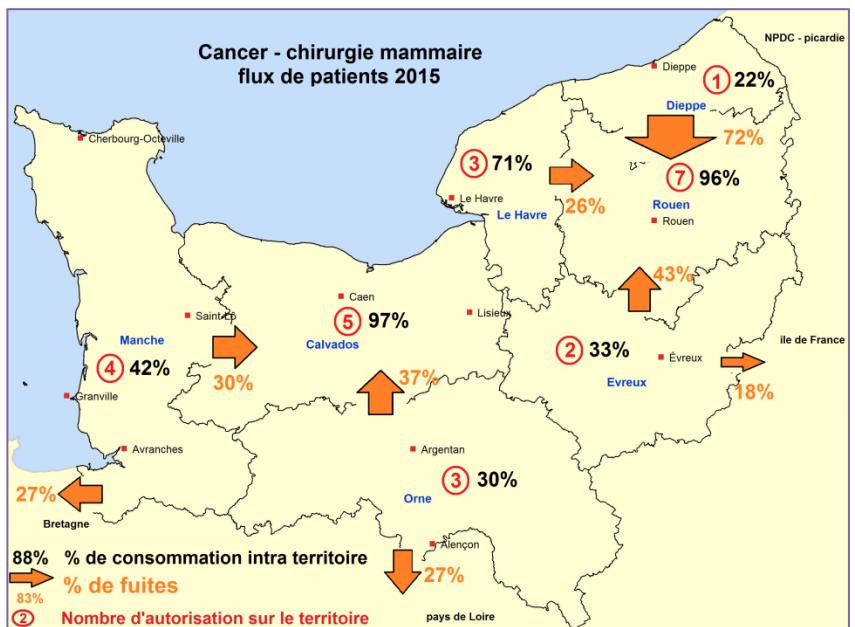 NPDC - picardie
Cancer - chirurgie mammaire
flux de patients 2015
Dieppe
1 22%
Dieppe
72%
Cherbourg-Octeville
3 71%
7 96%
Le Havre
26%
Rouen
Le Havre
Rouen
43%
Caen
Saint-Lô
5 97%
Lisieux
Manche
Calvados
ile de France
2 33%
Évreux
4 42%
30%
37%
Evreux
18%
Granville
Avranches
Argentan
3 30%
27%
Orne
Bretagne
Alençon
88% % de consommation intra territoire
27%
% de fuites
83%
2 Nombre d'autorisation sur le territoire
pays de Loire